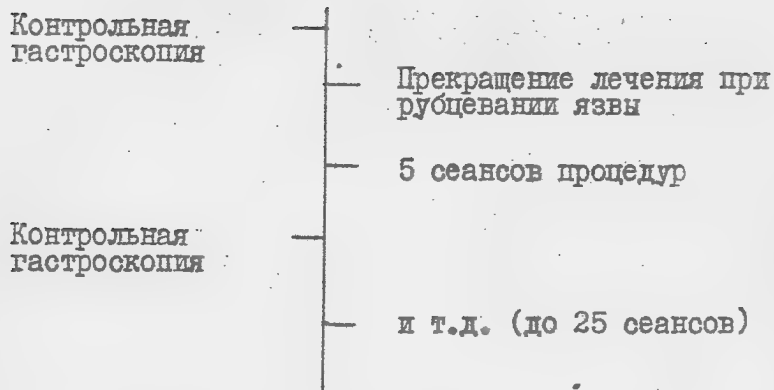 Контрольная
гастроскопия
Прекращение лечения при
рубцевании язвы
5 сеансов процедур
Контрольная
гастроскопия
и т.д. (до 25 сеансов)